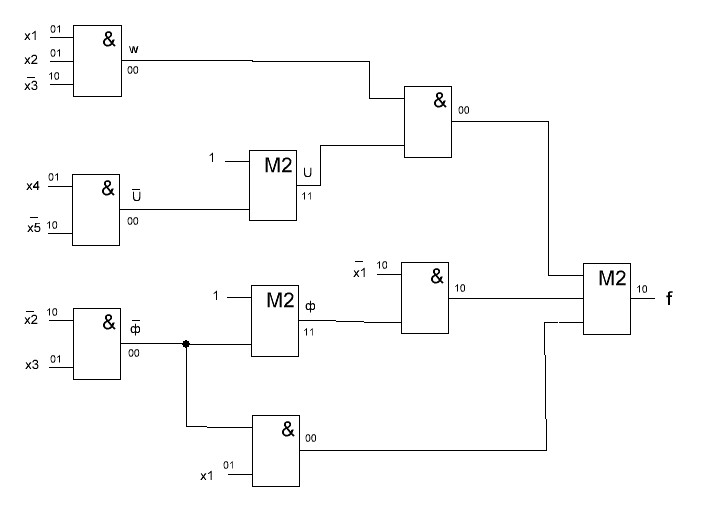 x1 01 & w
x2 01 00
x̅3 10
& 00
1 M2 U
11
x4 01 & U̅
x̅5 10 00
x̅1 10 & 10
M2 10 f
1 M2 ф
11
x̅2 10 & ф̅
x3 01 00
& 00
x1 01